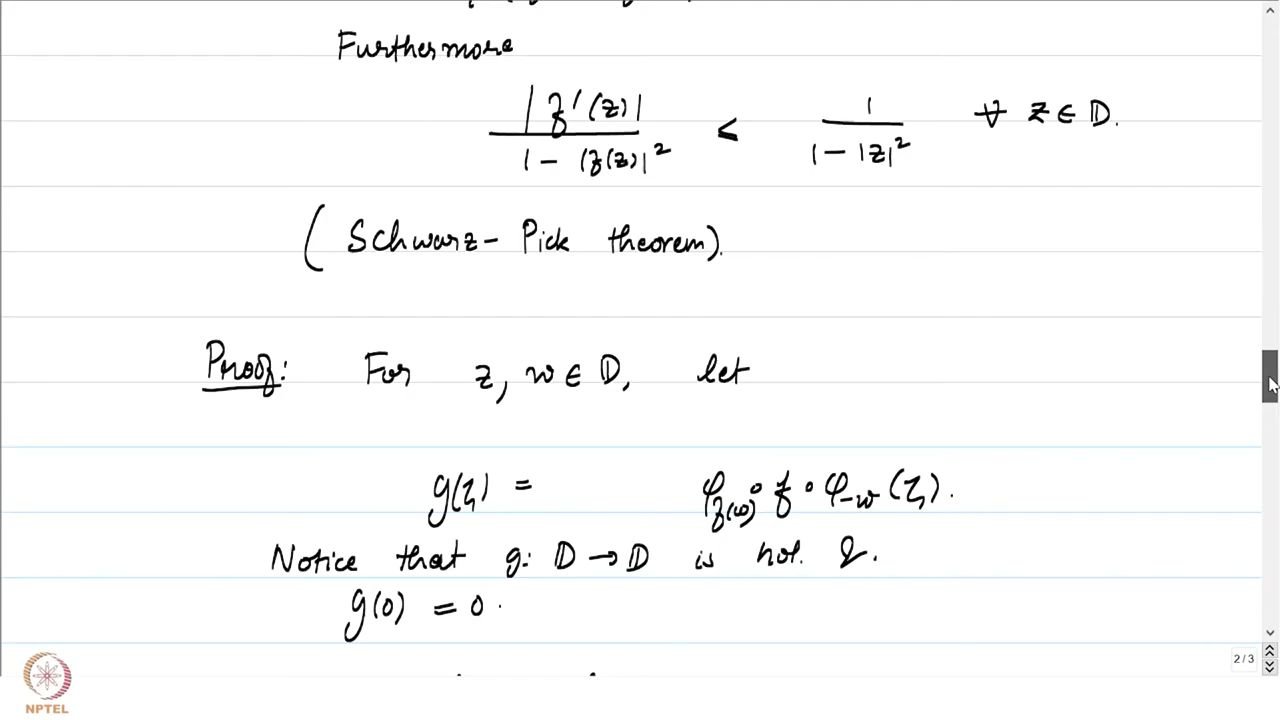 Furthermore
|f'(z)| / 1 - |f(z)|² ≤ 1 / 1 - |z|² ∀ z ∈ 𝔻.
(Schwarz-Pick theorem).
Proof: For z, w ∈ 𝔻, let
g(ζ) = φ_{f(w)} ∘ f ∘ φ_{-w}(ζ).
Notice that g: 𝔻 → 𝔻 is hol. &.
g(0) = 0.
2 / 3
NPTEL